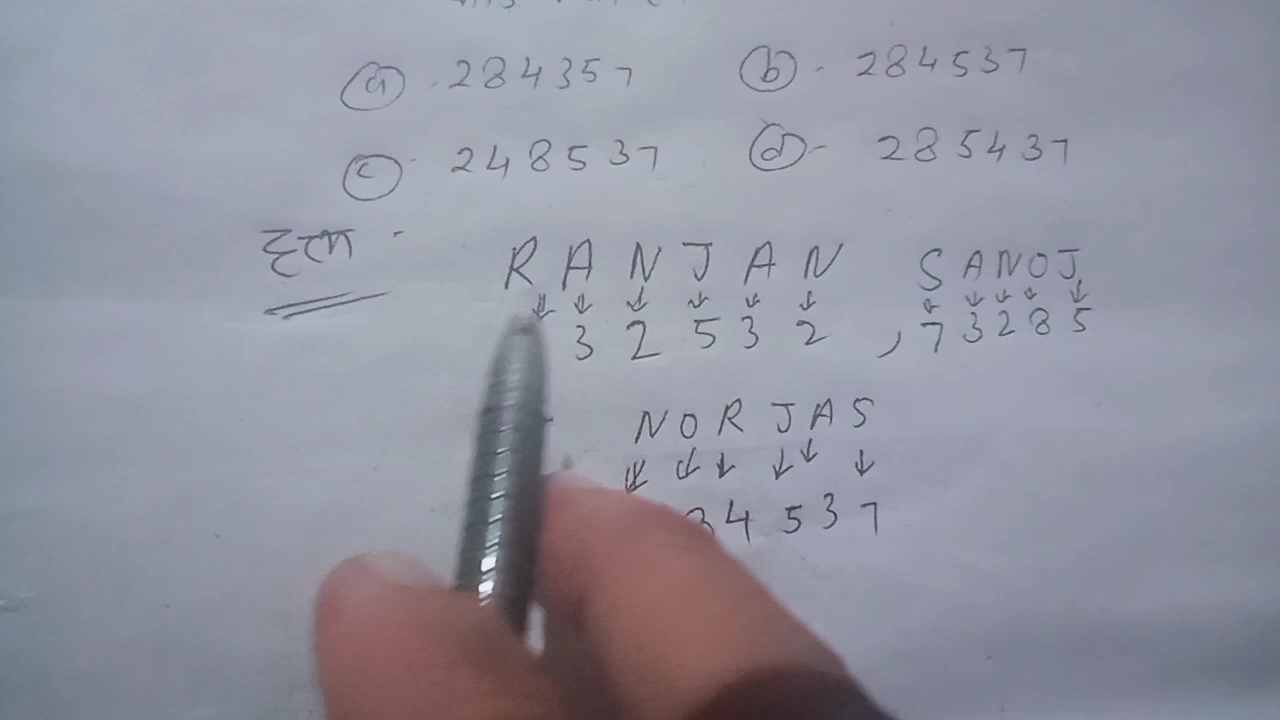 (a) - 284357 (b) - 284537
(c) - 248537 (d) - 285437
हल -
R A N J A N S A N O J
3 2 5 3 2 , 7 3 2 8 5
N O R J A S
4 5 3 7